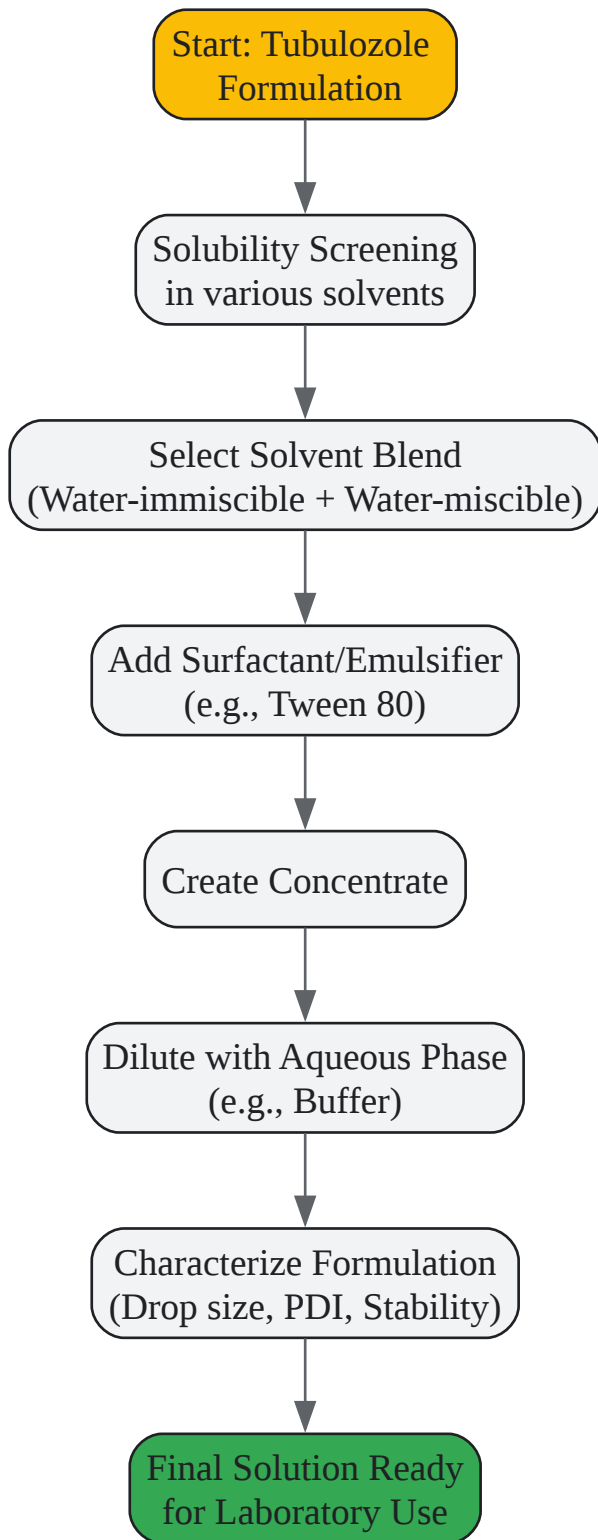 Start: Tubulozole
Formulation
Solubility Screening
in various solvents
Select Solvent Blend
(Water-immiscible + Water-miscible)
Add Surfactant/Emulsifier
(e.g., Tween 80)
Create Concentrate
Dilute with Aqueous Phase
(e.g., Buffer)
Characterize Formulation
(Drop size, PDI, Stability)
Final Solution Ready
for Laboratory Use